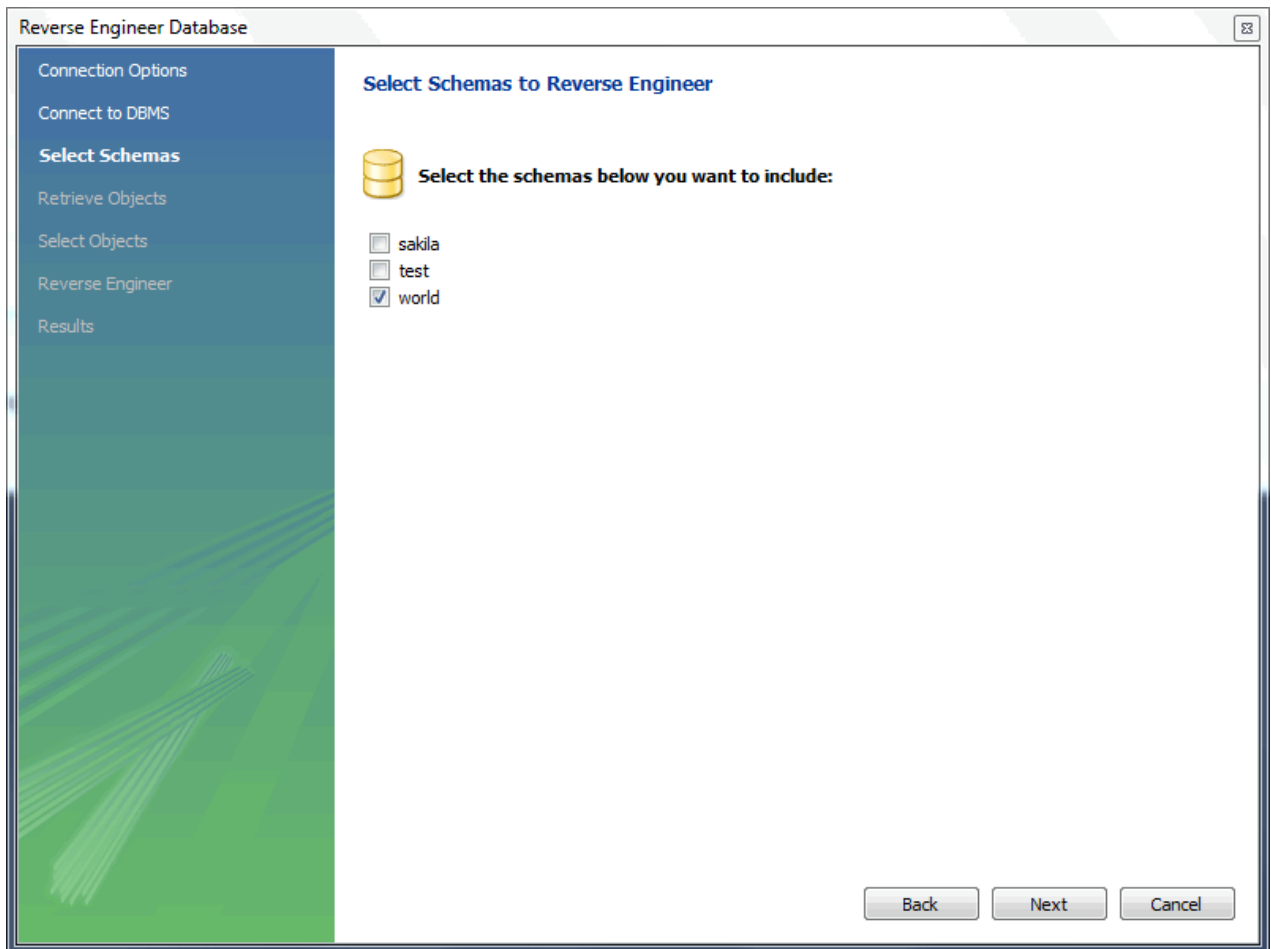 Reverse Engineer Database
Connection Options
Connect to DBMS
Select Schemas
Retrieve Objects
Select Objects
Reverse Engineer
Results
Select Schemas to Reverse Engineer
Select the schemas below you want to include:
sakila
test
world
Back
Next
Cancel